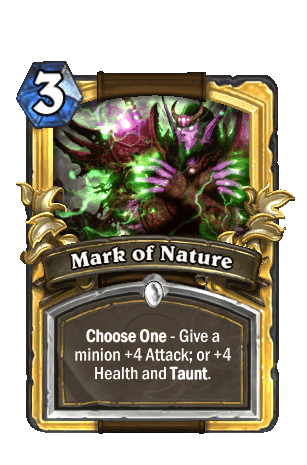 3
Mark of Nature
Choose One - Give a
minion +4 Attack; or +4
Health and Taunt.